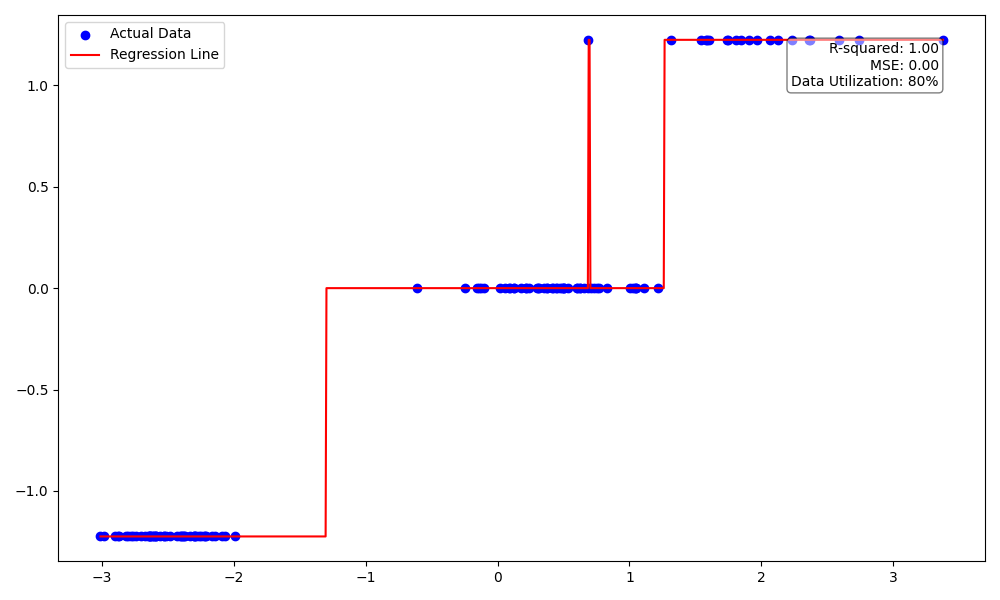 Actual Data
Regression Line
R-squared: 1.00
MSE: 0.00
Data Utilization: 80%
1.0
0.5
0.0
−0.5
−1.0
−3
−2
−1
0
1
2
3